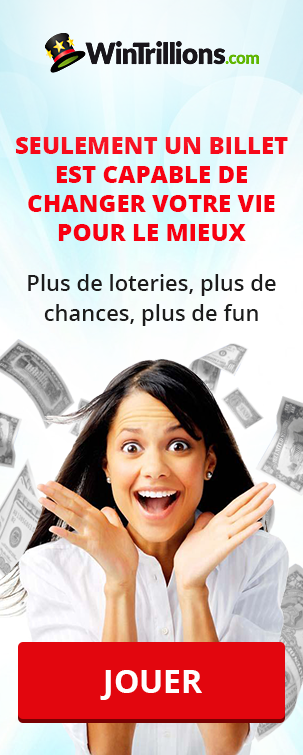 WinTrillions.com
SEULEMENT UN BILLET
EST CAPABLE DE
CHANGER VOTRE VIE
POUR LE MIEUX
Plus de loteries, plus de
chances, plus de fun
JOUER